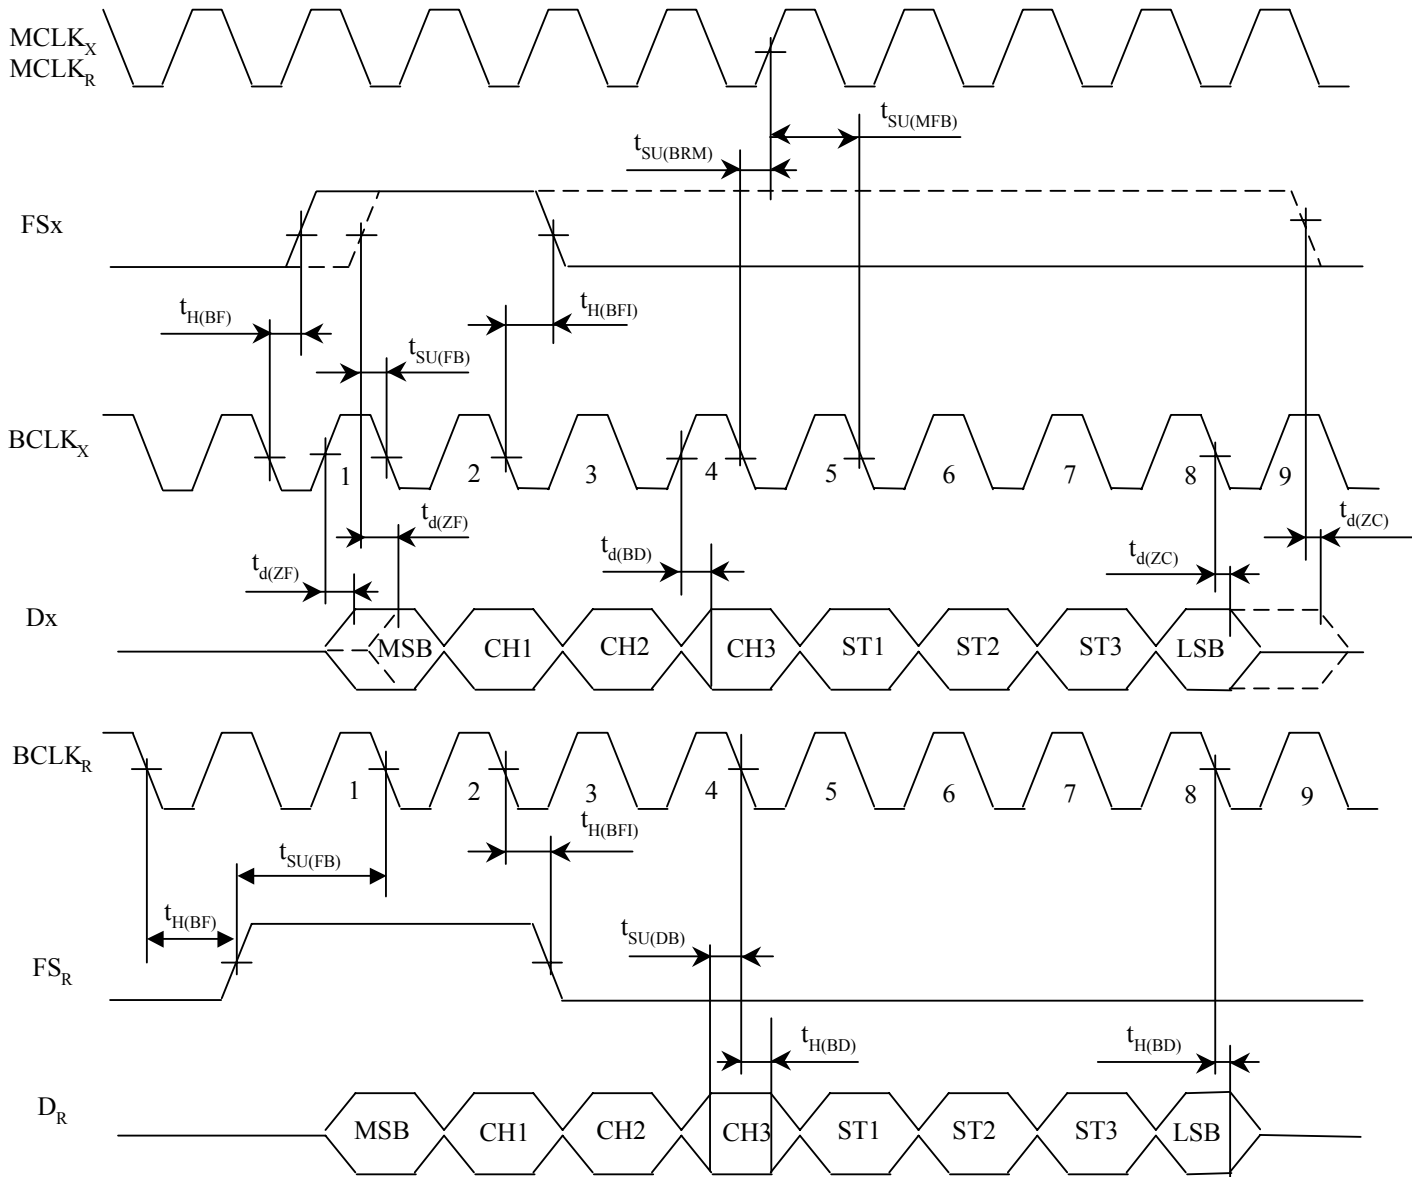 MCLKX
MCLKR
tSU(MFB)
tSU(BRM)
FSx
tH(BF)
tH(BFI)
tSU(FB)
BCLKX
1 2 3 4 5 6 7 8 9
td(ZF)
td(ZC)
td(BD)
td(ZC)
td(ZF)
Dx
MSB CH1 CH2 CH3 ST1 ST2 ST3 LSB
BCLKR
1 2 3 4 5 6 7 8 9
tH(BFI)
tSU(FB)
tH(BF)
tSU(DB)
FSR
tH(BD)
tH(BD)
DR
MSB CH1 CH2 CH3 ST1 ST2 ST3 LSB